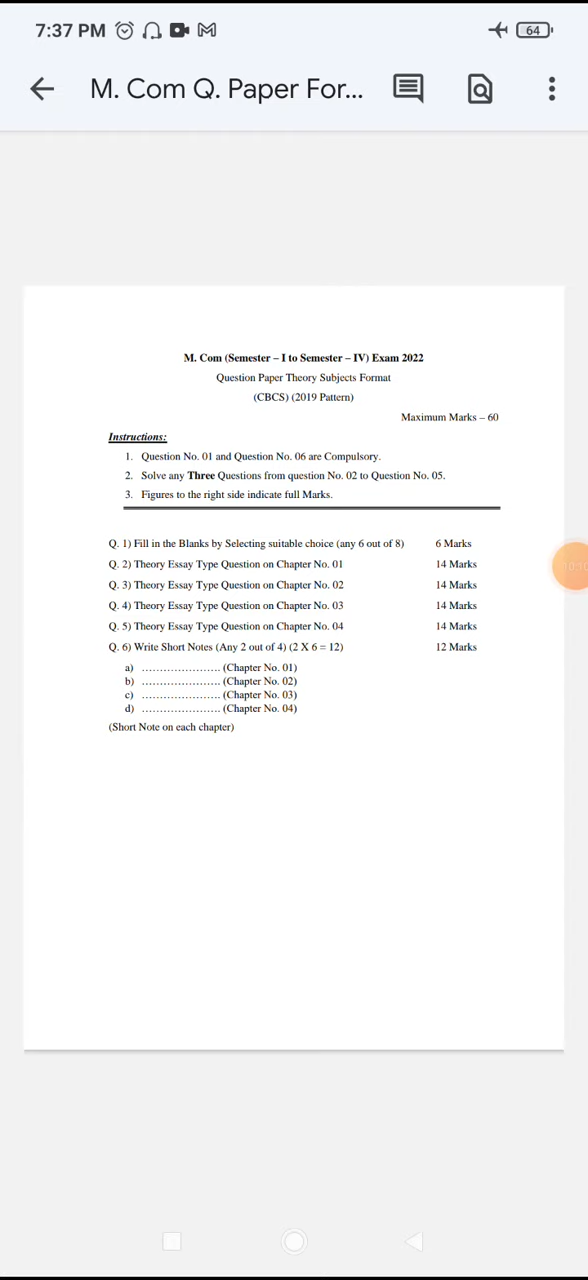 7:37 PM 64
M. Com Q. Paper For...
M. Com (Semester – I to Semester – IV) Exam 2022
Question Paper Theory Subjects Format
(CBCS) (2019 Pattern)
Maximum Marks – 60
Instructions:
1. Question No. 01 and Question No. 06 are Compulsory.
2. Solve any Three Questions from question No. 02 to Question No. 05.
3. Figures to the right side indicate full Marks.
Q. 1) Fill in the Blanks by Selecting suitable choice (any 6 out of 8) 6 Marks
Q. 2) Theory Essay Type Question on Chapter No. 01 14 Marks
Q. 3) Theory Essay Type Question on Chapter No. 02 14 Marks
Q. 4) Theory Essay Type Question on Chapter No. 03 14 Marks
Q. 5) Theory Essay Type Question on Chapter No. 04 14 Marks
Q. 6) Write Short Notes (Any 2 out of 4) (2 X 6 = 12) 12 Marks
a) ..................... (Chapter No. 01)
b) ..................... (Chapter No. 02)
c) ..................... (Chapter No. 03)
d) ..................... (Chapter No. 04)
(Short Note on each chapter)